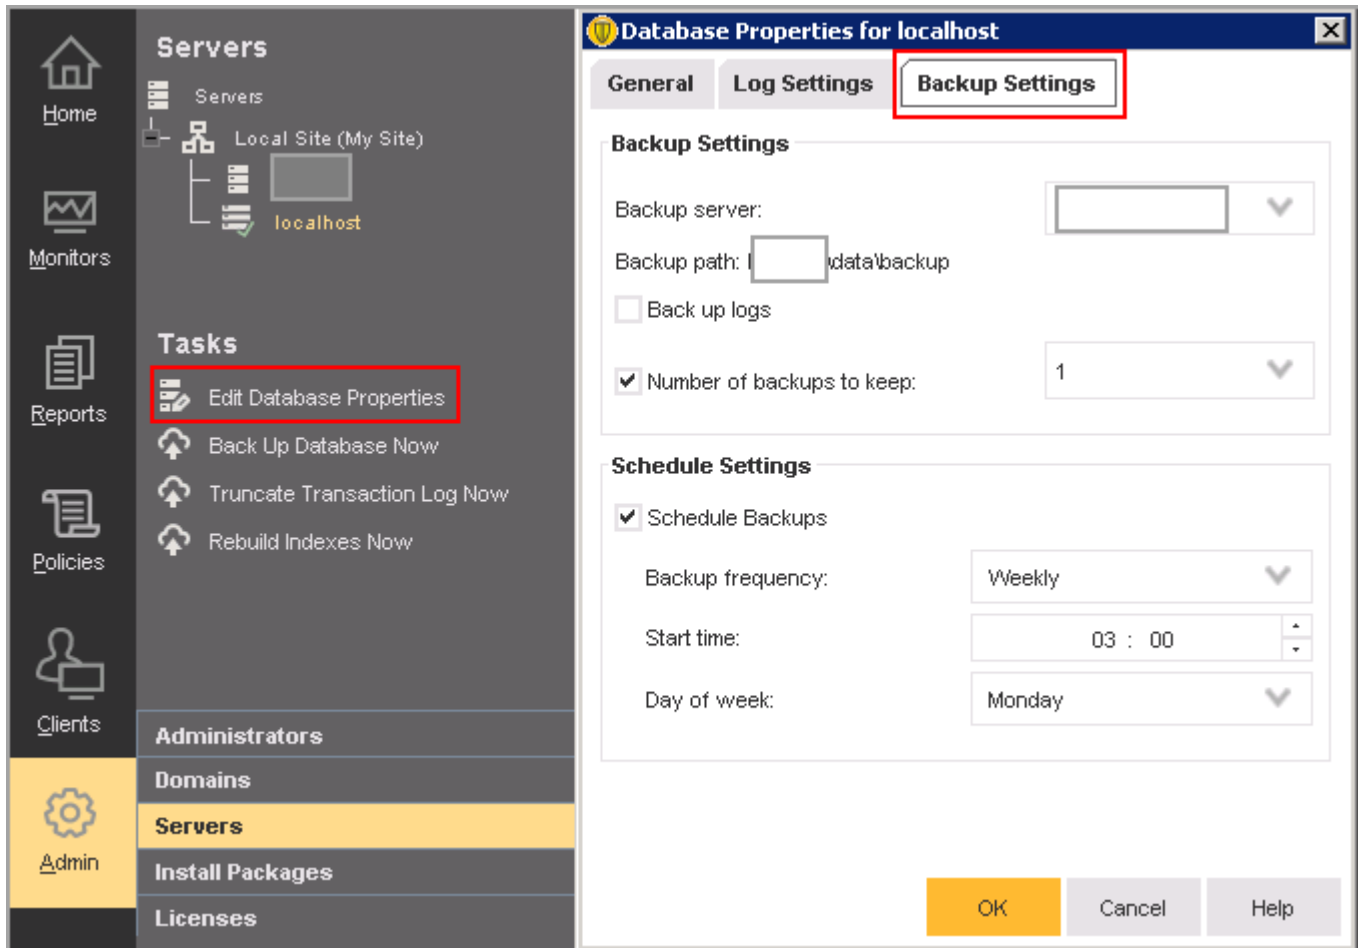 Home
Monitors
Reports
Policies
Clients
Admin
Servers
Servers
Local Site (My Site)
localhost
Tasks
Edit Database Properties
Back Up Database Now
Truncate Transaction Log Now
Rebuild Indexes Now
Administrators
Domains
Servers
Install Packages
Licenses
Database Properties for localhost
General Log Settings Backup Settings
Backup Settings
Backup server:
Backup path: \data\backup
Back up logs
Number of backups to keep: 1
Schedule Settings
Schedule Backups
Backup frequency: Weekly
Start time: 03 : 00
Day of week: Monday
OK Cancel Help